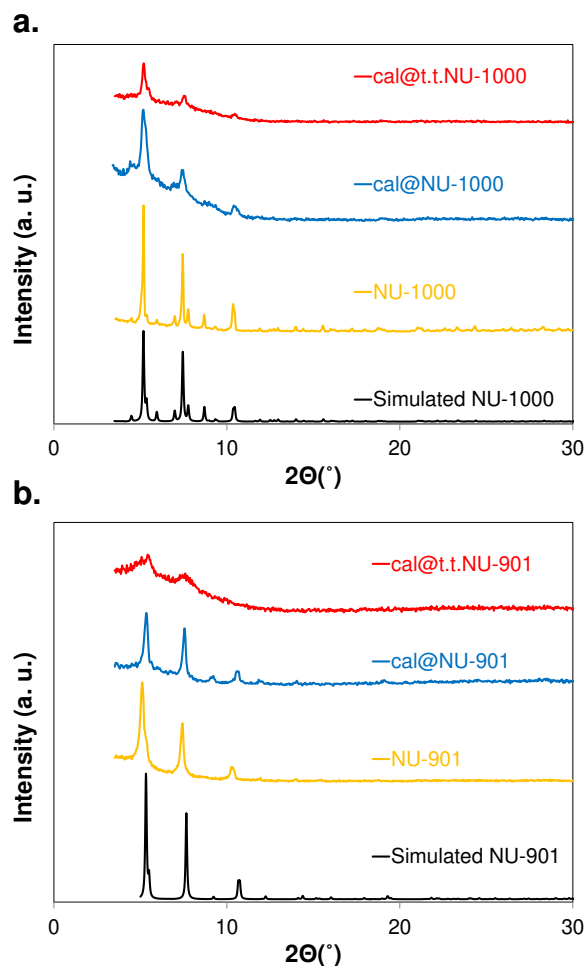 a.
cal@t.t.NU-1000
cal@NU-1000
NU-1000
Simulated NU-1000
Intensity (a. u.)
0 10 20 30
2Θ(˚)
b.
cal@t.t.NU-901
cal@NU-901
NU-901
Simulated NU-901
Intensity (a. u.)
0 10 20 30
2Θ(˚)